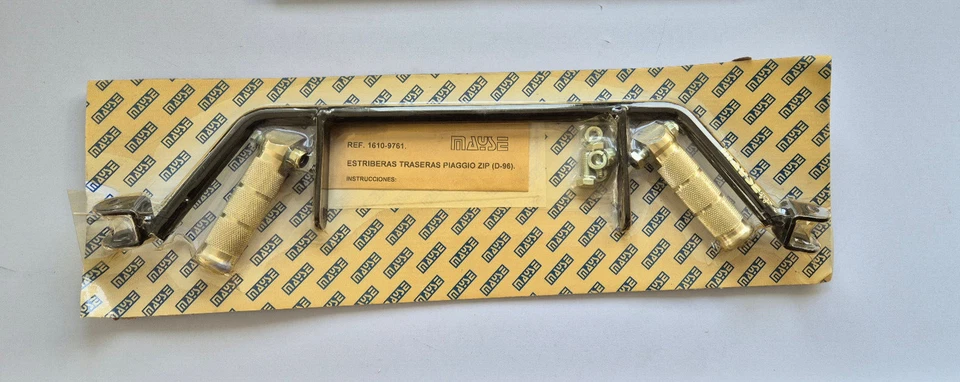 MAYSE
REF. 1610-9761.
ESTRIBERAS TRASERAS PIAGGIO ZIP (D-96).
INSTRUCCIONES: